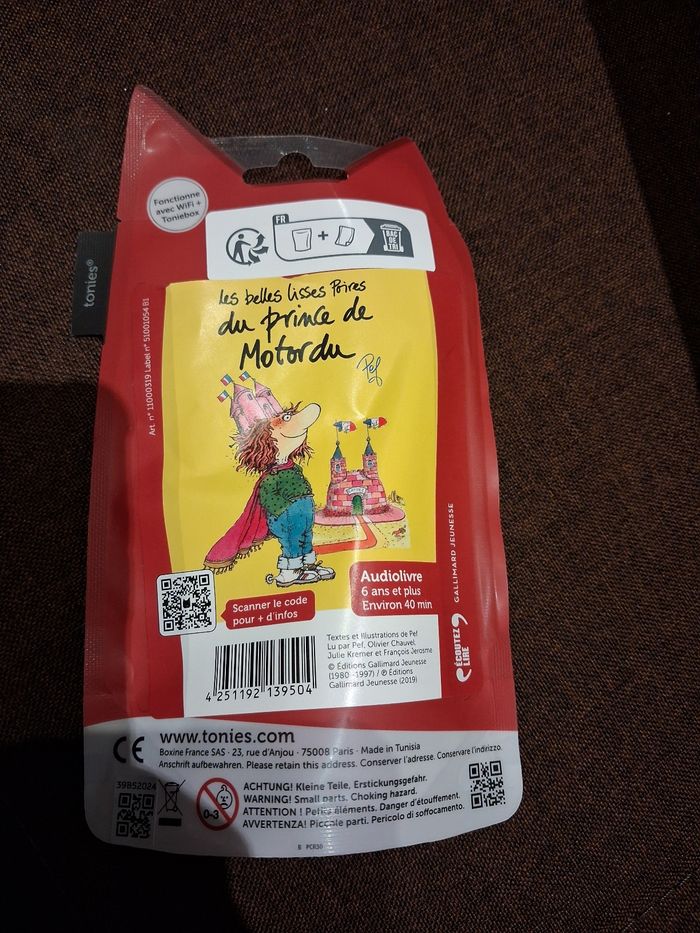 Fonctionne
avec WiFi +
Toniebox
FR
+
BAC
DE
TRI
tonies®
Art. n° 11000319 Label n° 51001054 B1
les belles lisses Poires
du prince de
Motordu
Pef
Scanner le code
pour + d'infos
Audiolivre
6 ans et plus
Environ 40 min
GALLIMARD JEUNESSE
ÉCOUTEZ
LIRE
4 251192 139504
Textes et illustrations de Pef
Lu par Pef, Olivier Chauvel,
Julie Kremer et François Jerosme
© Éditions Gallimard Jeunesse
(1980 -1997) / ℗ Éditions
Gallimard Jeunesse (2019)
CE
www.tonies.com
Boxine France SAS · 23, rue d'Anjou · 75008 Paris · Made in Tunisia
Anschrift aufbewahren. Please retain this address. Conserver l'adresse. Conservare l'indirizzo.
39B52024
0-3
ACHTUNG! Kleine Teile. Erstickungsgefahr.
WARNING! Small parts. Choking hazard.
ATTENTION ! Petits éléments. Danger d'étouffement.
AVVERTENZA! Piccole parti. Pericolo di soffocamento.
B PCR30